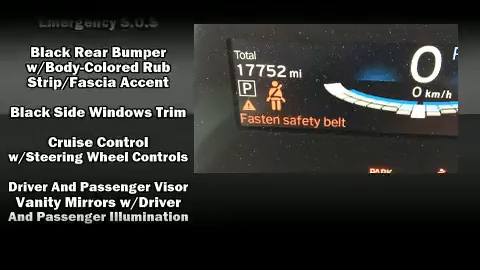 Emergency S.O.S
Black Rear Bumper
w/Body-Colored Rub
Strip/Fascia Accent
Black Side Windows Trim
Cruise Control
w/Steering Wheel Controls
Driver And Passenger Visor
Vanity Mirrors w/Driver
And Passenger Illumination
Total
17752 mi
P
Fasten safety belt
0
0 km/h
PARK